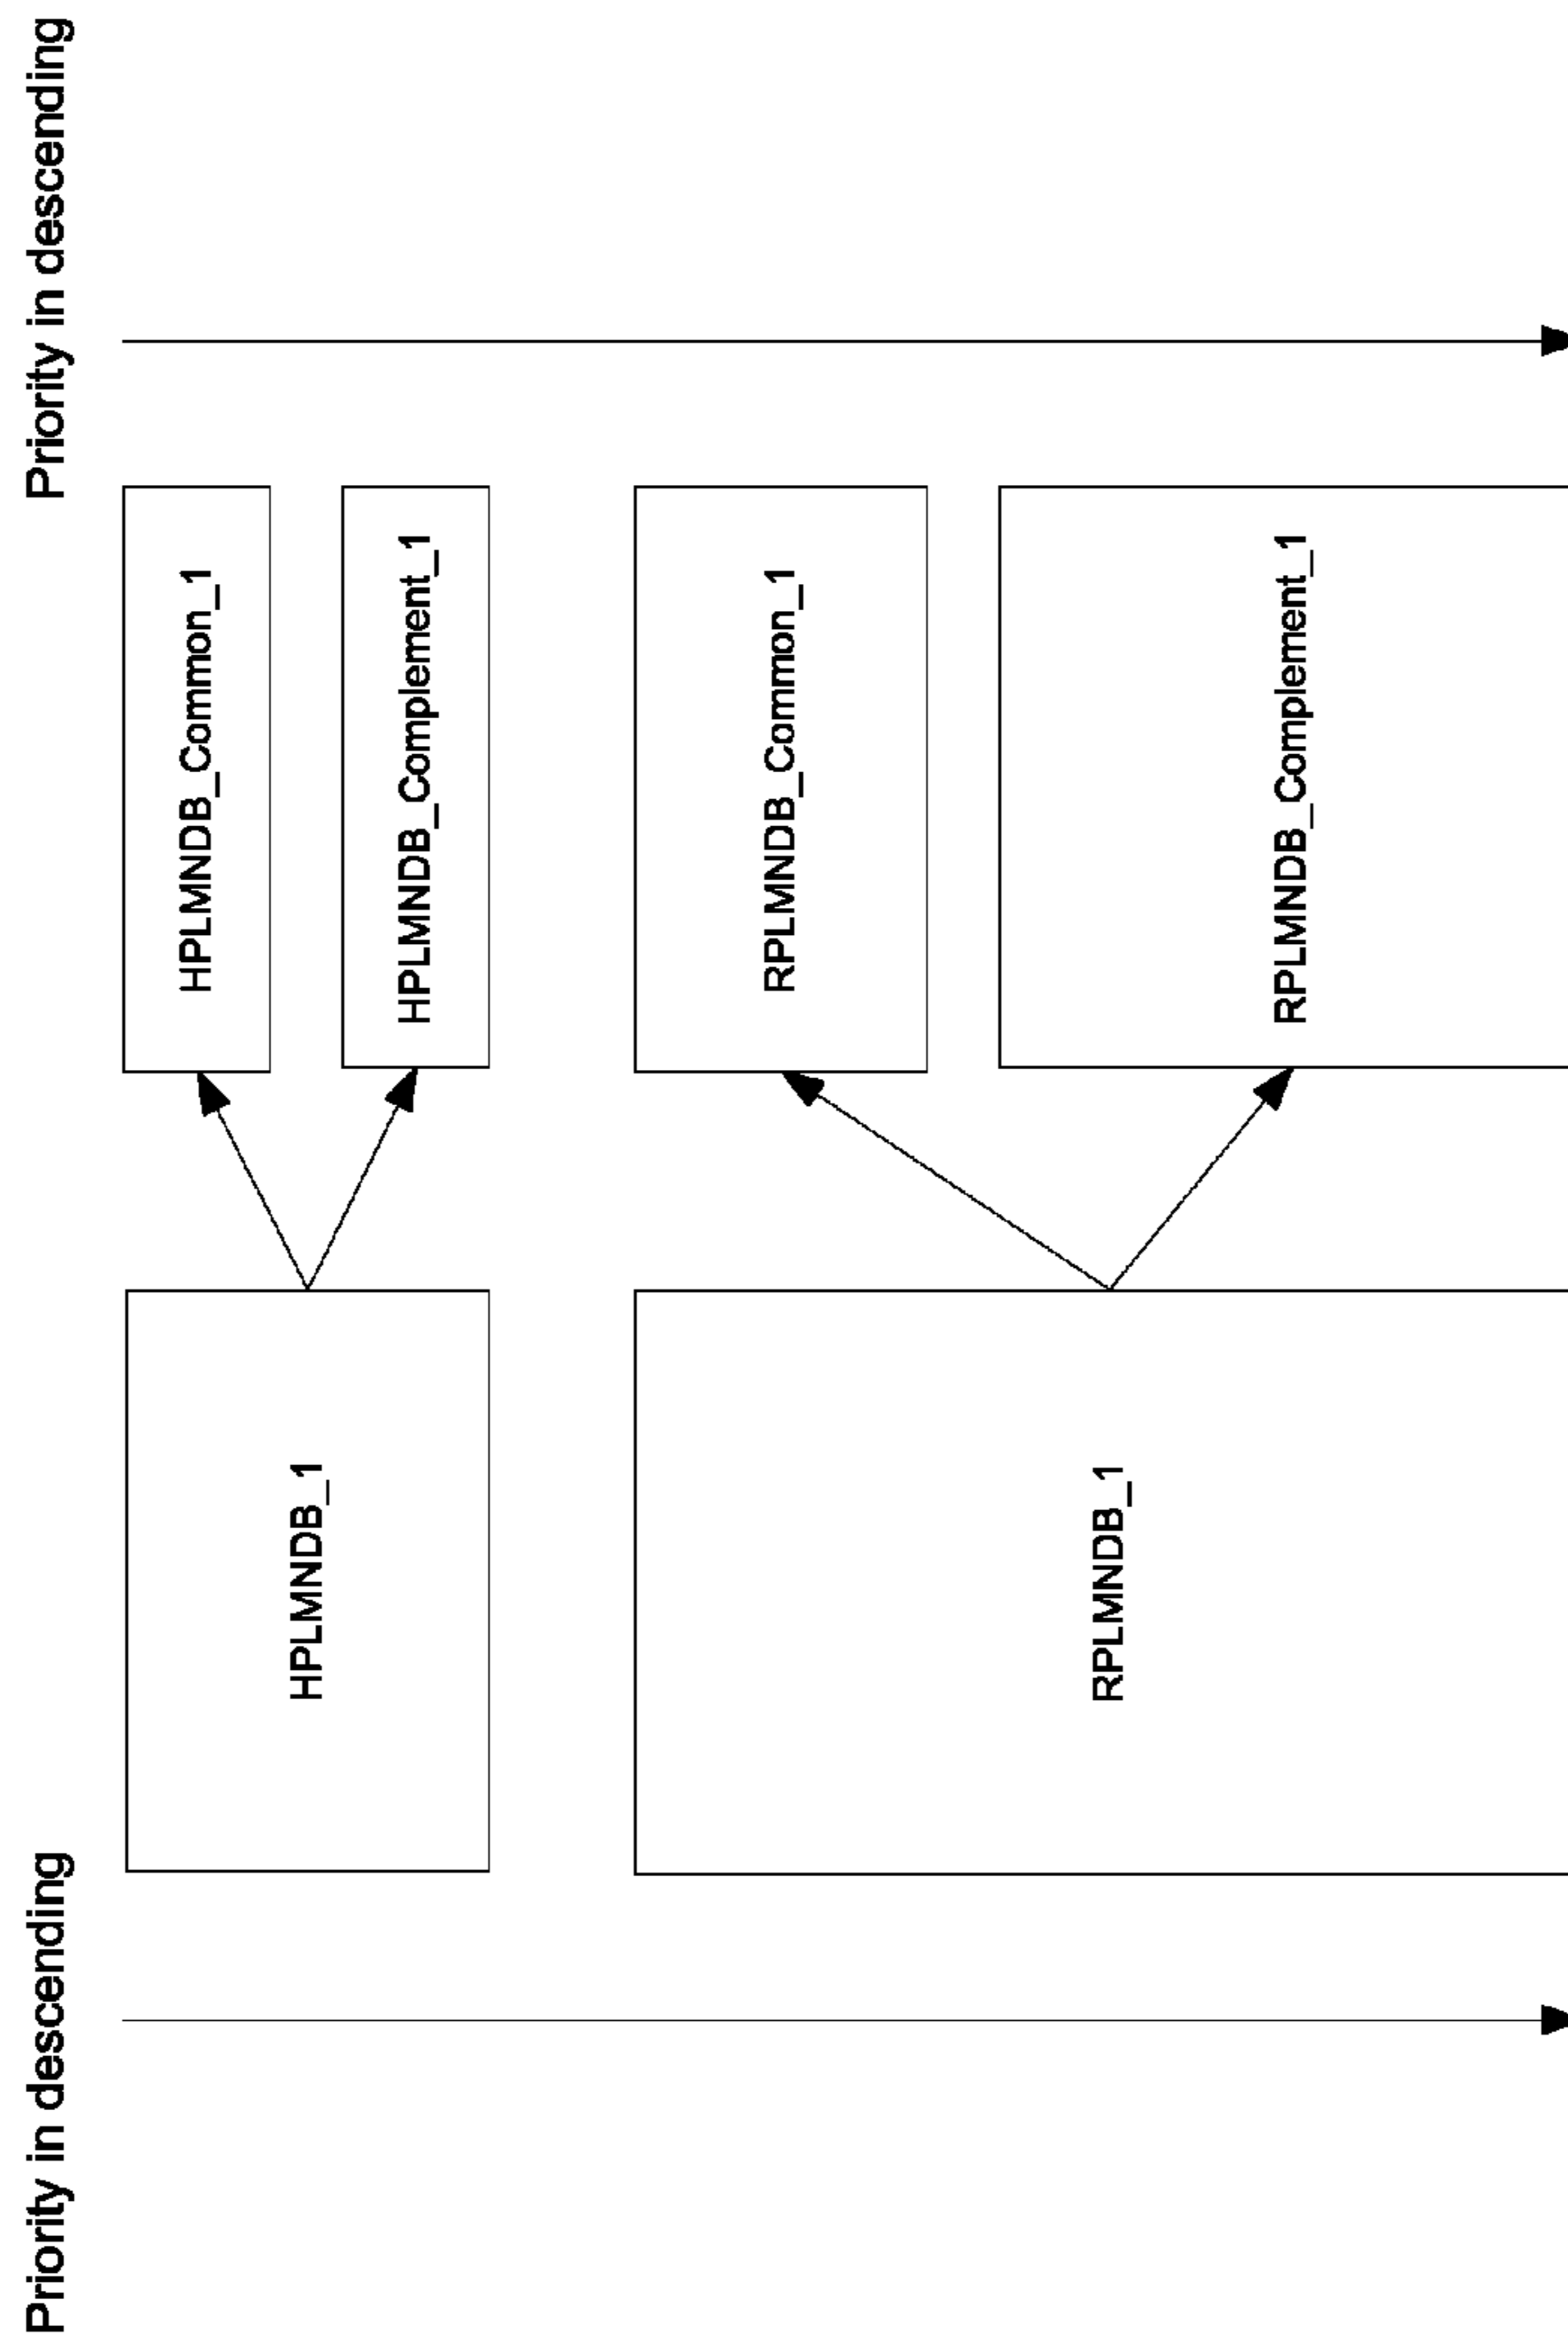 Priority in descending
Priority in descending
HPLMNDB_1
HPLMNDB_Common_1
HPLMNDB_Complement_1
RPLMNDB_1
RPLMNDB_Common_1
RPLMNDB_Complement_1